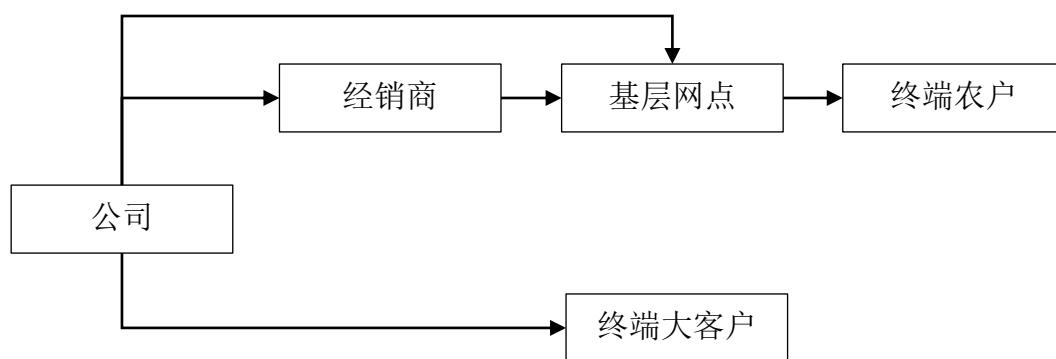 经销商
基层网点
终端农户
公司
终端大客户